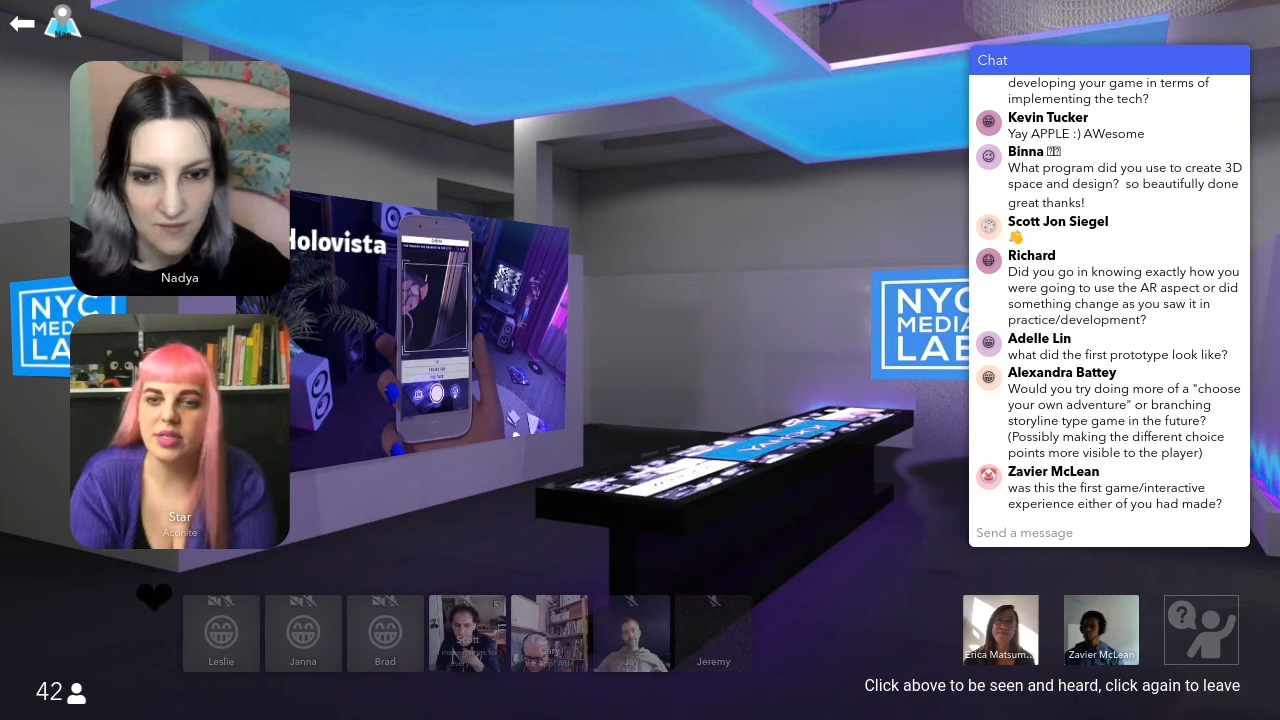 Map
Nadya
NYC
MEDIA
LAB
Holovista
Star
Aconite
YAHOO!
NYC
MEDIA
LAB
Chat
developing your game in terms of
implementing the tech?
Kevin Tucker
Yay APPLE :) AWesome
Binna
What program did you use to create 3D
space and design?  so beautifully done
great thanks!
Scott Jon Siegel
👏
Richard
Did you go in knowing exactly how you
were going to use the AR aspect or did
something change as you saw it in
practice/development?
Adelle Lin
what did the first prototype look like?
Alexandra Battey
Would you try doing more of a "choose
your own adventure" or branching
storyline type game in the future?
(Possibly making the different choice
points more visible to the player)
Zavier McLean
was this the first game/interactive
experience either of you had made?
Send a message
Leslie
Janna
Brad
Scott
Gary
Jay
Jeremy
Erica Matsum...
Zavier McLean
42
Click above to be seen and heard, click again to leave